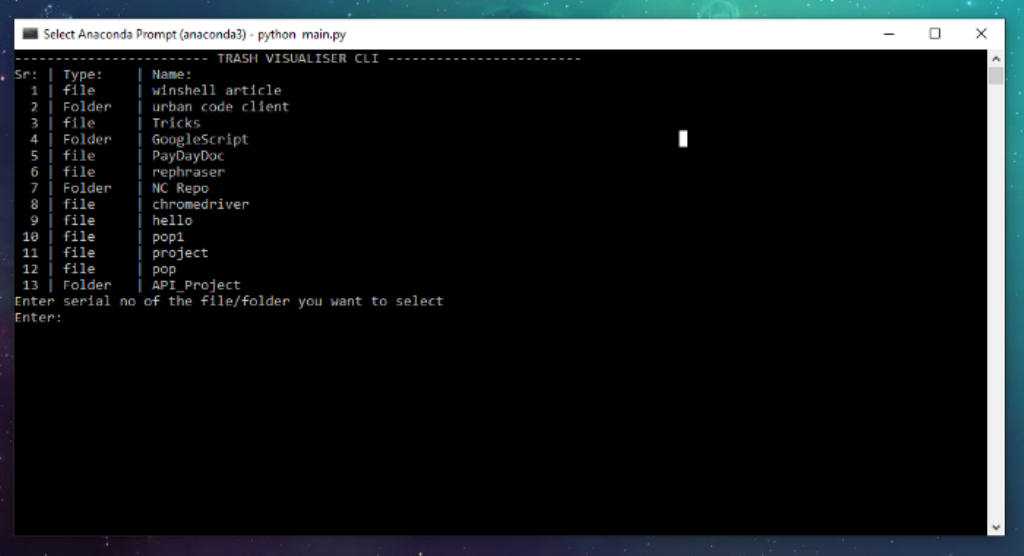 Select Anaconda Prompt (anaconda3) - python main.py
------------------------ TRASH VISUALISER CLI ------------------------
Sr: | Type: | Name:
1 | file | winshell article
2 | Folder | urban code client
3 | file | Tricks
4 | Folder | GoogleScript
5 | file | PayDayDoc
6 | file | rephraser
7 | Folder | NC Repo
8 | file | chromedriver
9 | file | hello
10 | file | pop1
11 | file | project
12 | file | pop
13 | Folder | API_Project
Enter serial no of the file/folder you want to select
Enter: